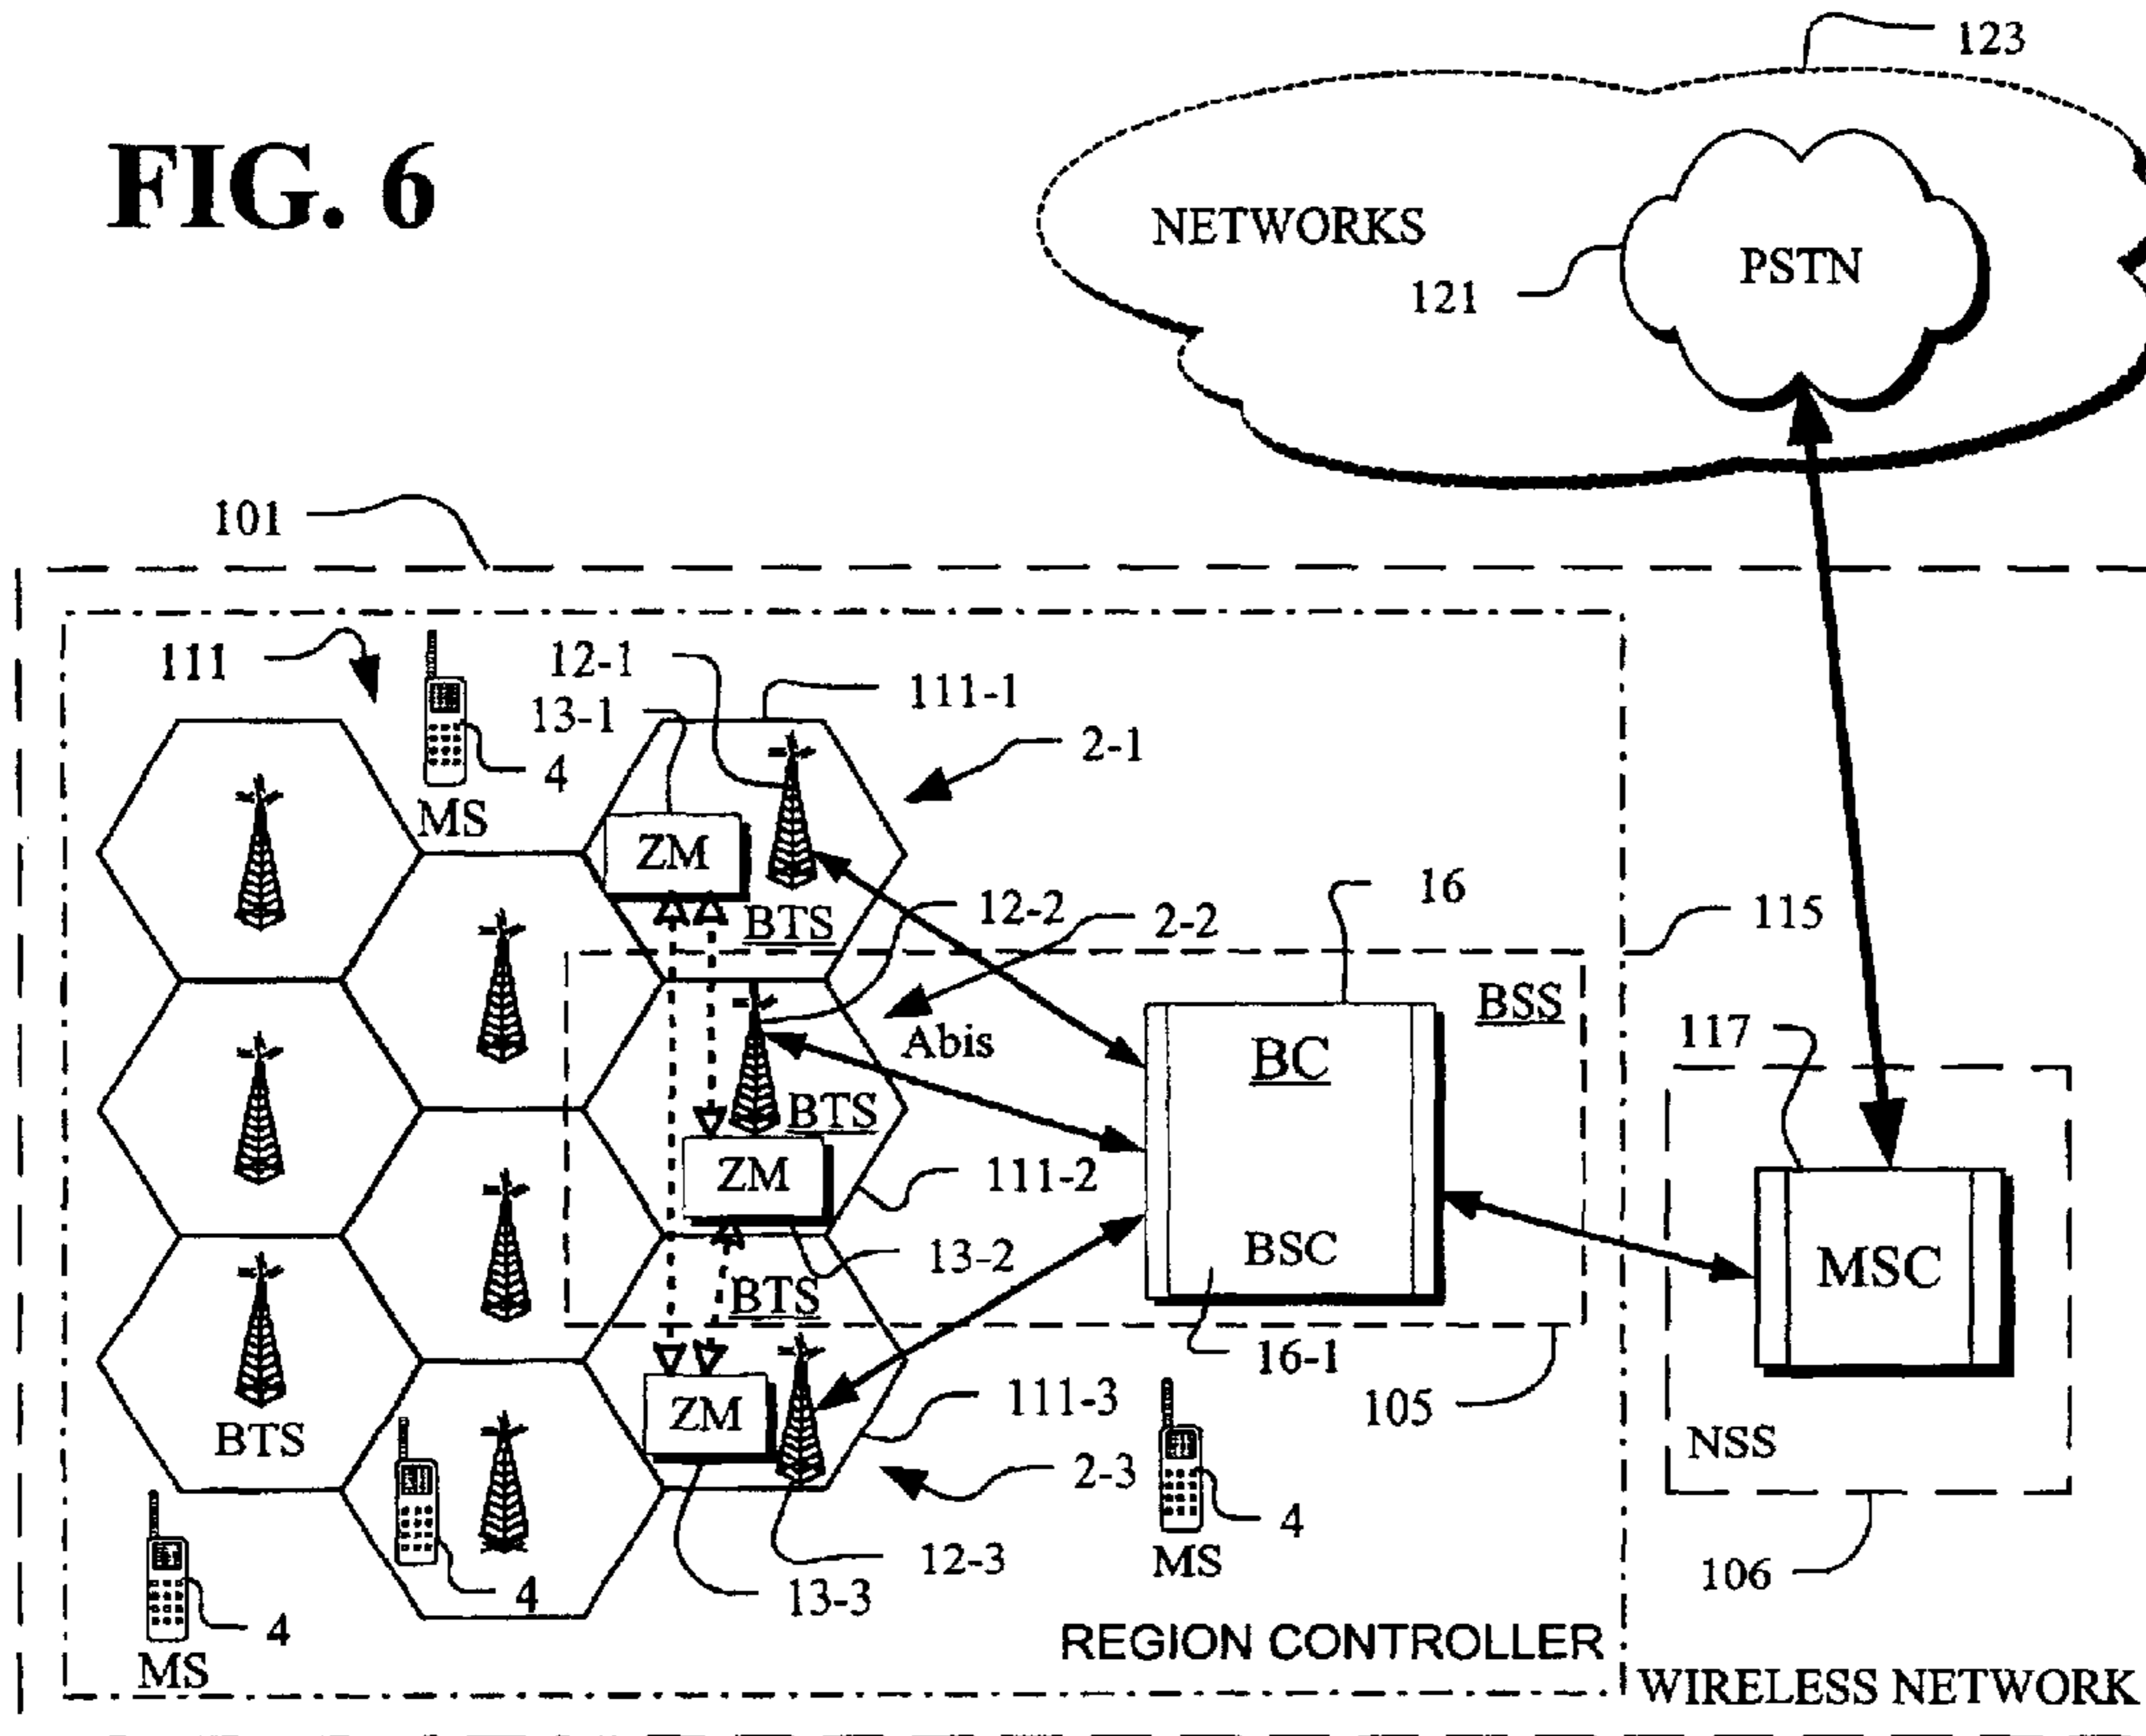 FIG. 6
123
NETWORKS
121
PSTN
101
111
12-1
13-1
111-1
4
MS
2-1
ZM
BTS
12-2
2-2
16
115
BSS
Abis
BC
117
BTS
ZM
111-2
13-2
BSC
MSC
BTS
16-1
105
ZM
111-3
NSS
BTS
2-3
4
MS
12-3
13-3
106
4
4
MS
REGION CONTROLLER
WIRELESS NETWORK